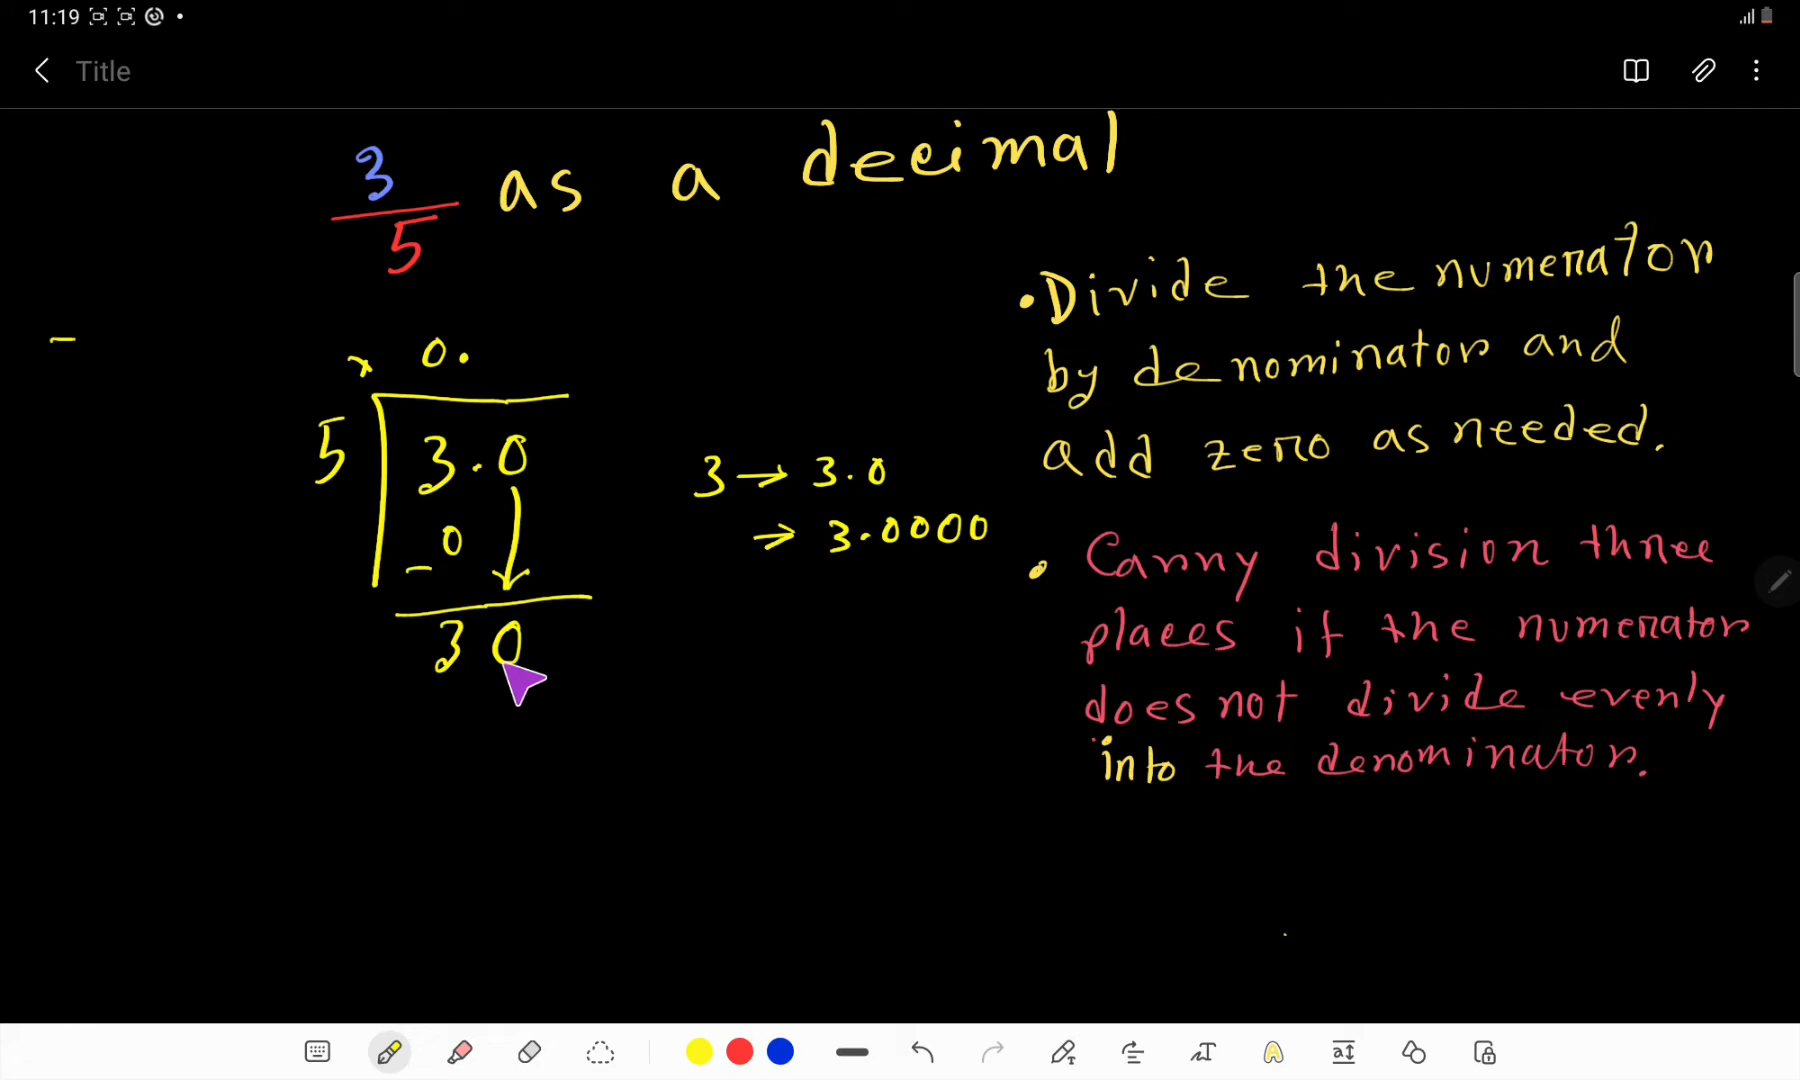 11:19
Title
3/5 as a decimal
0.
5 3.0
- 0
3 0
3 → 3.0
→ 3.0000
• Divide the numerator
by denominator and
add zero as needed.
• Carry division three
places if the numerator
does not divide evenly
into the denominator.